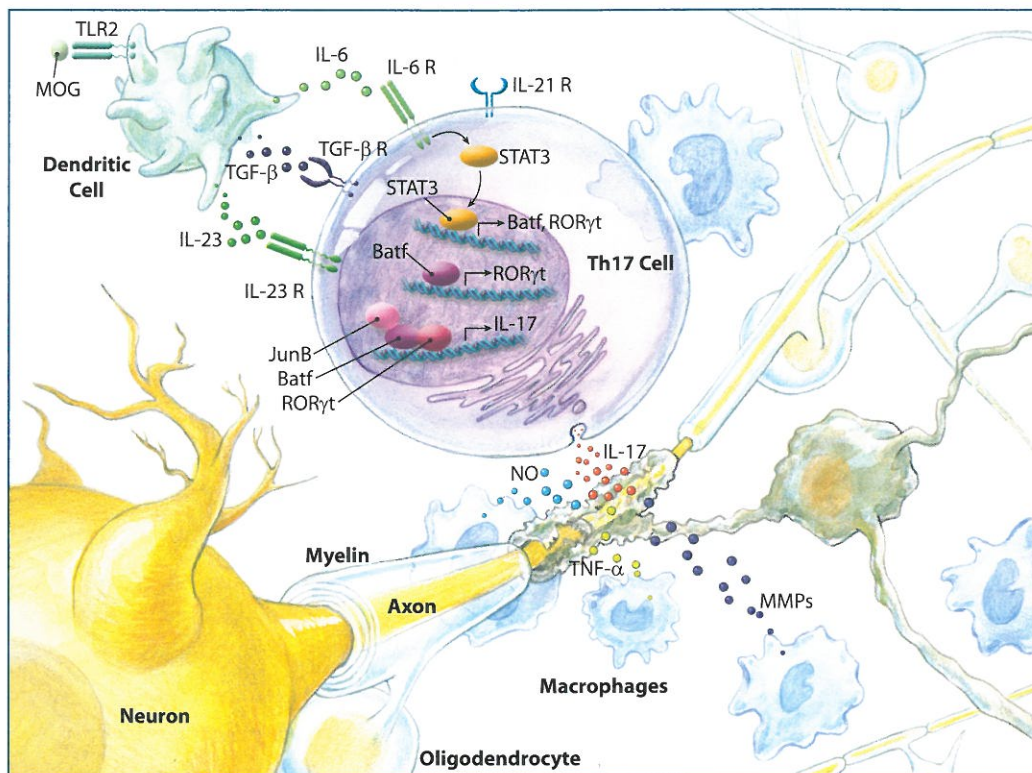 TLR2
MOG
IL-6
IL-6 R
IL-21 R
Dendritic
Cell
TGF-β
TGF-β R
STAT3
STAT3
Batf, RORγt
IL-23
Batf
RORγt
Th17 Cell
IL-23 R
IL-17
JunB
Batf
RORγt
IL-17
NO
Myelin
TNF-α
Axon
MMPs
Macrophages
Neuron
Oligodendrocyte